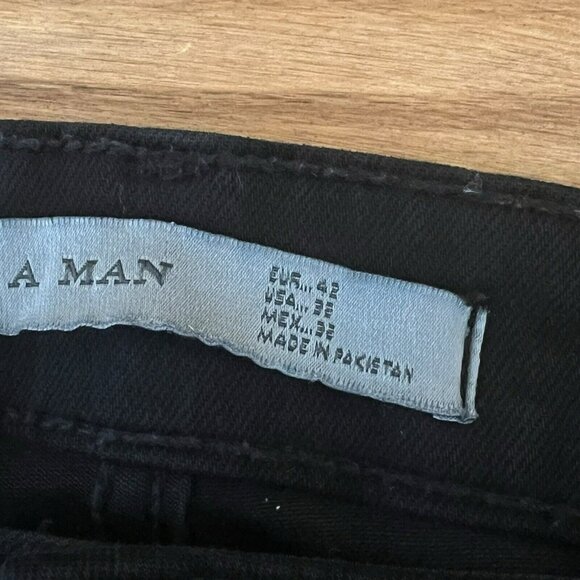 A MAN
EUR... 42
USA... 32
MEX... 32
MADE IN PAKISTAN